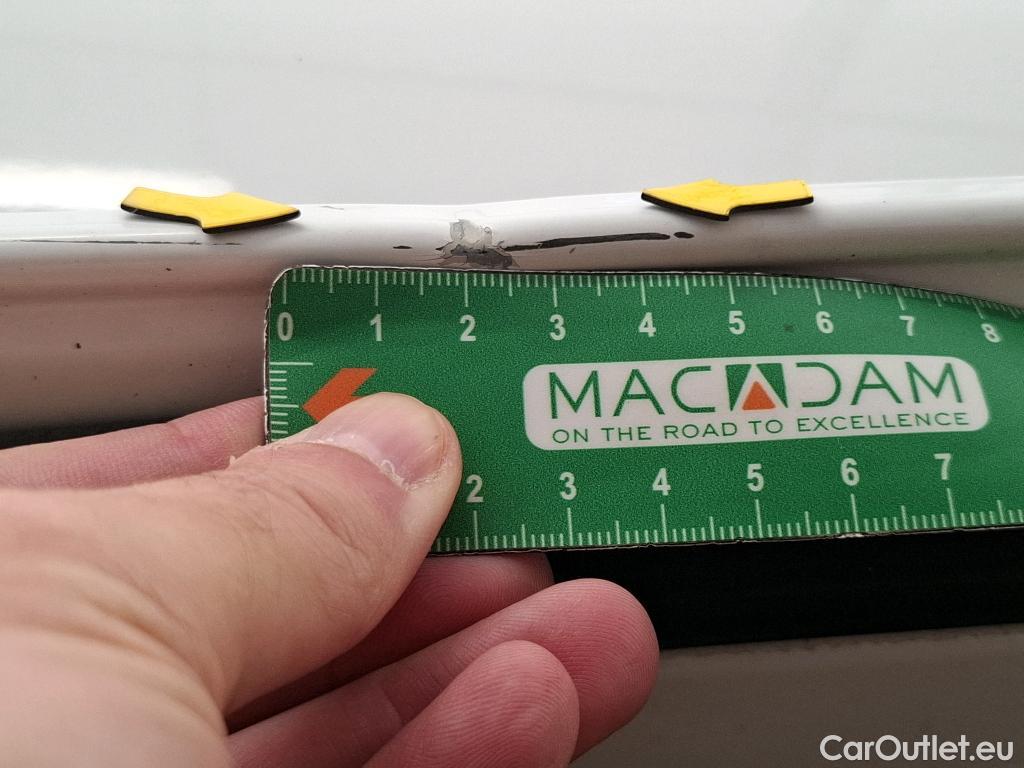 0 1 2 3 4 5 6 7 8
MACADAM
ON THE ROAD TO EXCELLENCE
2 3 4 5 6 7
CarOutlet.eu